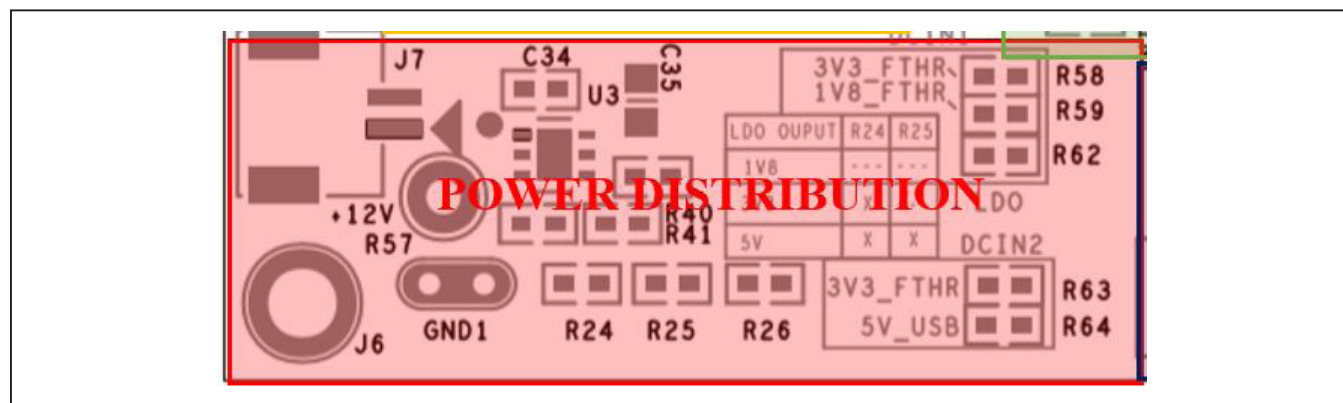 J7
C34
C35
U3
3V3_FTHR
1V8_FTHR
R58
R59
R62
LDO OUPUT R24 R25
1V8 --- ---
POWER DISTRIBUTION
X
LDO
+12V
R57
R40
R41
5V X X
DCIN2
3V3_FTHR
R63
5V_USB
R64
J6
GND1
R24
R25
R26